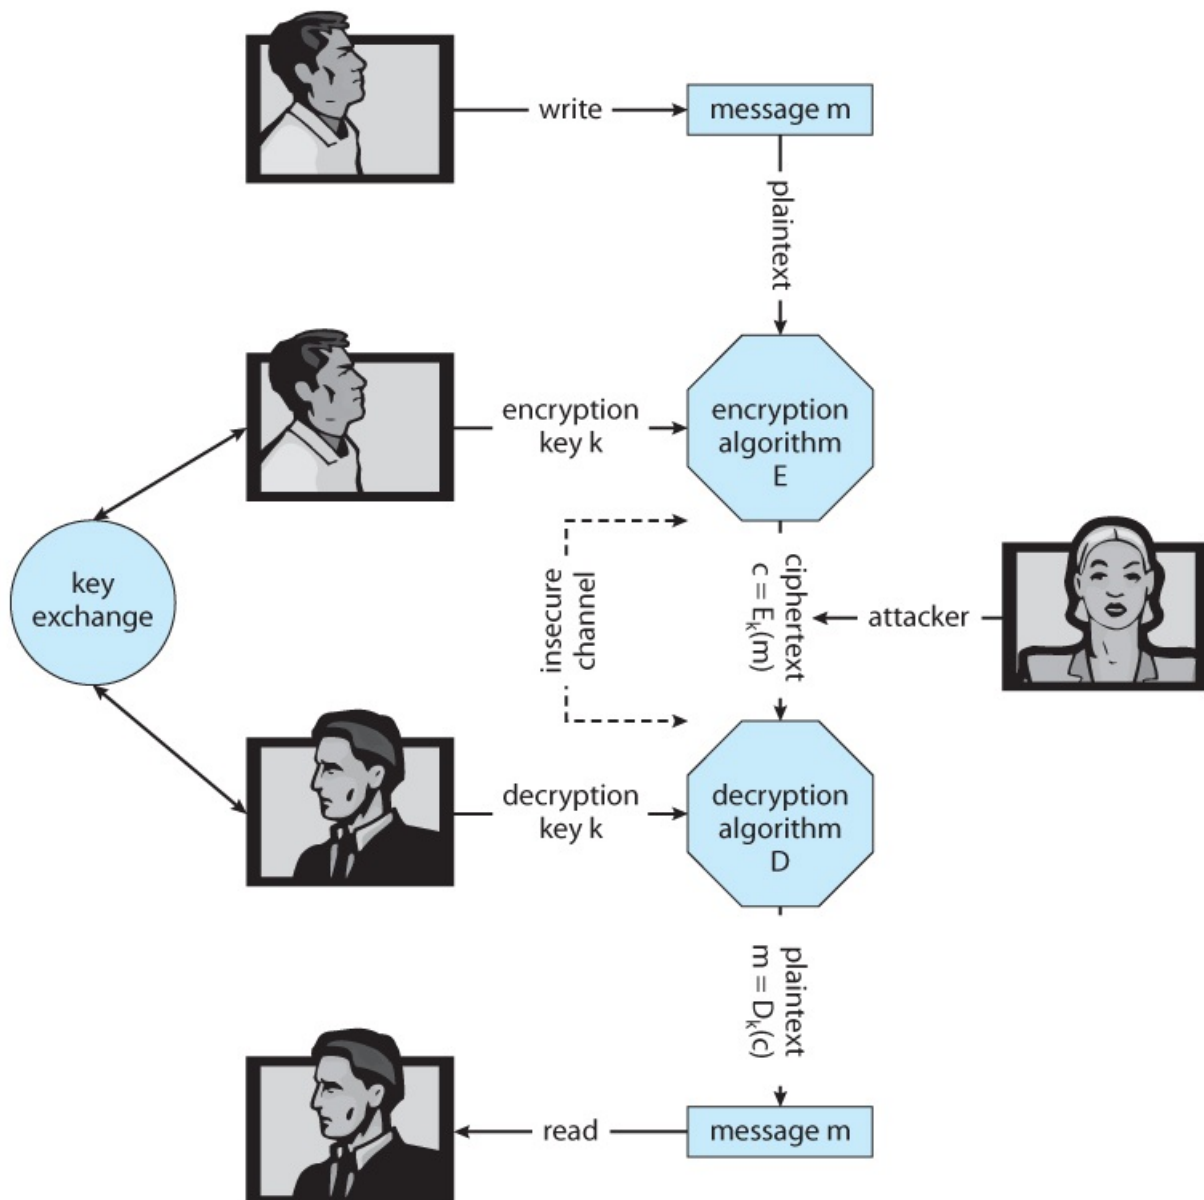 write
message m
plaintext
encryption
key k
encryption
algorithm
E
key
exchange
insecure
channel
ciphertext
c = Eₖ(m)
attacker
decryption
key k
decryption
algorithm
D
plaintext
m = Dₖ(c)
read
message m